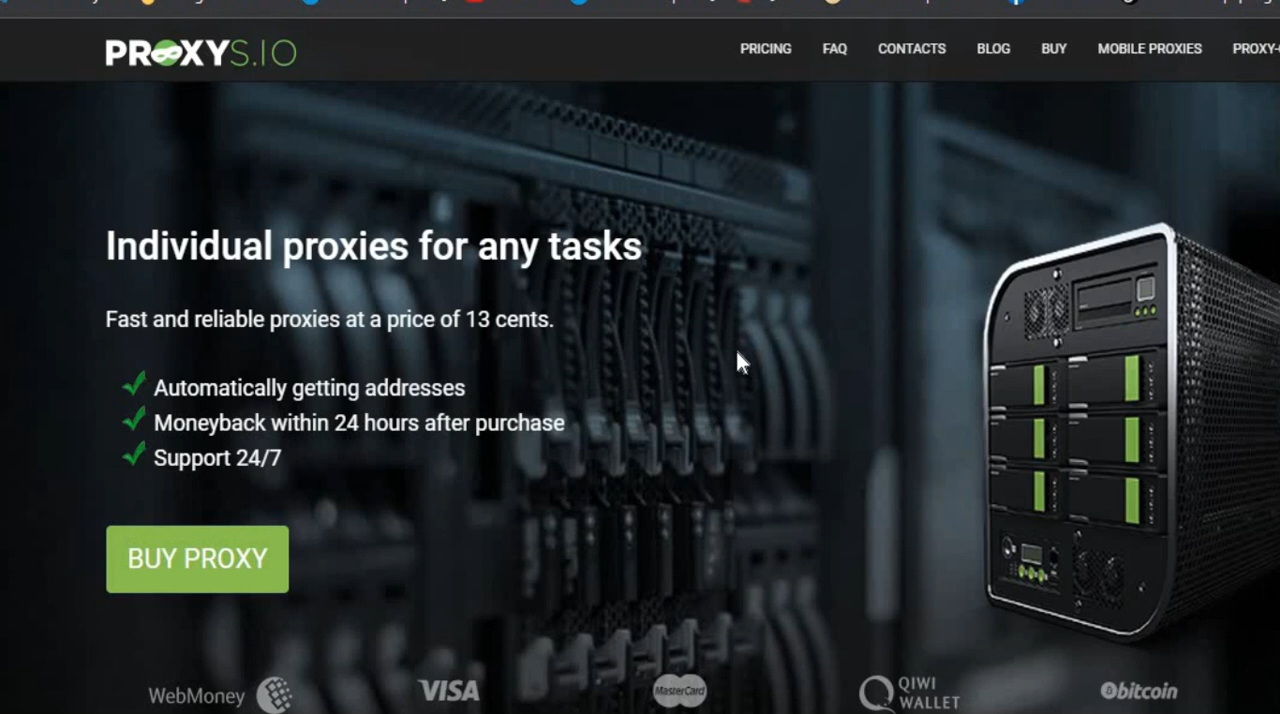 PROXYS.IO
PRICING FAQ CONTACTS BLOG BUY MOBILE PROXIES PROXY-
Individual proxies for any tasks
Fast and reliable proxies at a price of 13 cents.
Automatically getting addresses
Moneyback within 24 hours after purchase
Support 24/7
BUY PROXY
WebMoney VISA MasterCard QIWI WALLET bitcoin